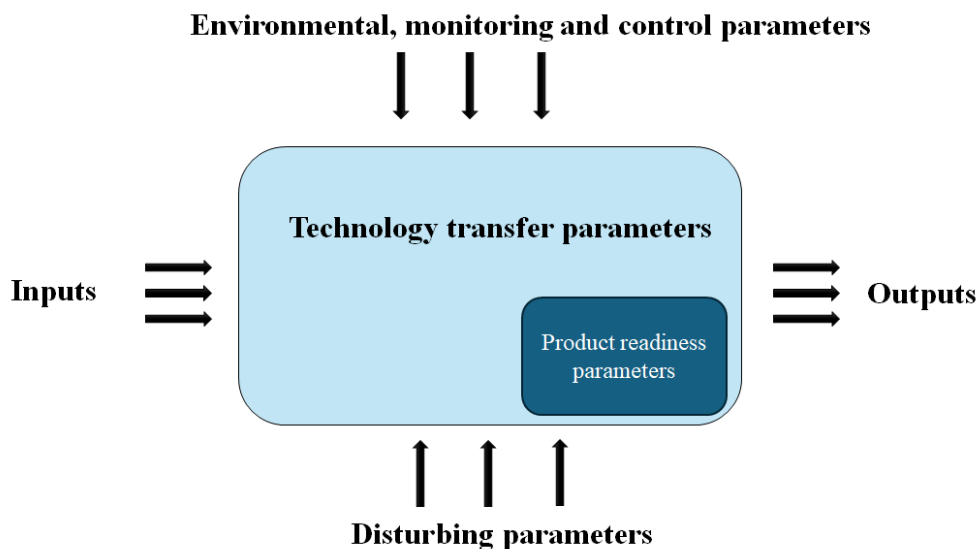 Environmental, monitoring and control parameters
Technology transfer parameters
Inputs
Outputs
Product readiness
parameters
Disturbing parameters